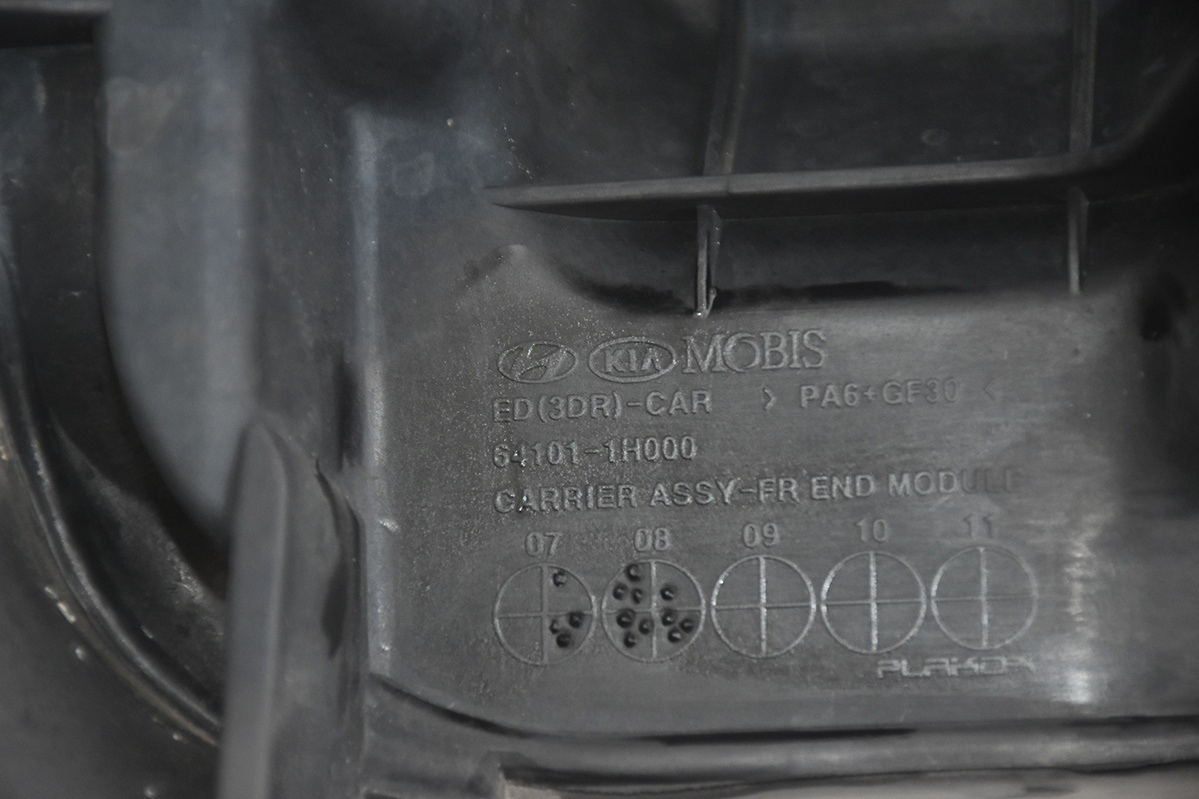 KIA MOBIS
ED(3DR)-CAR > PA6+GF30 <
64101-1H000
CARRIER ASSY-FR END MODULE
07 08 09 10 11
PLAKOR